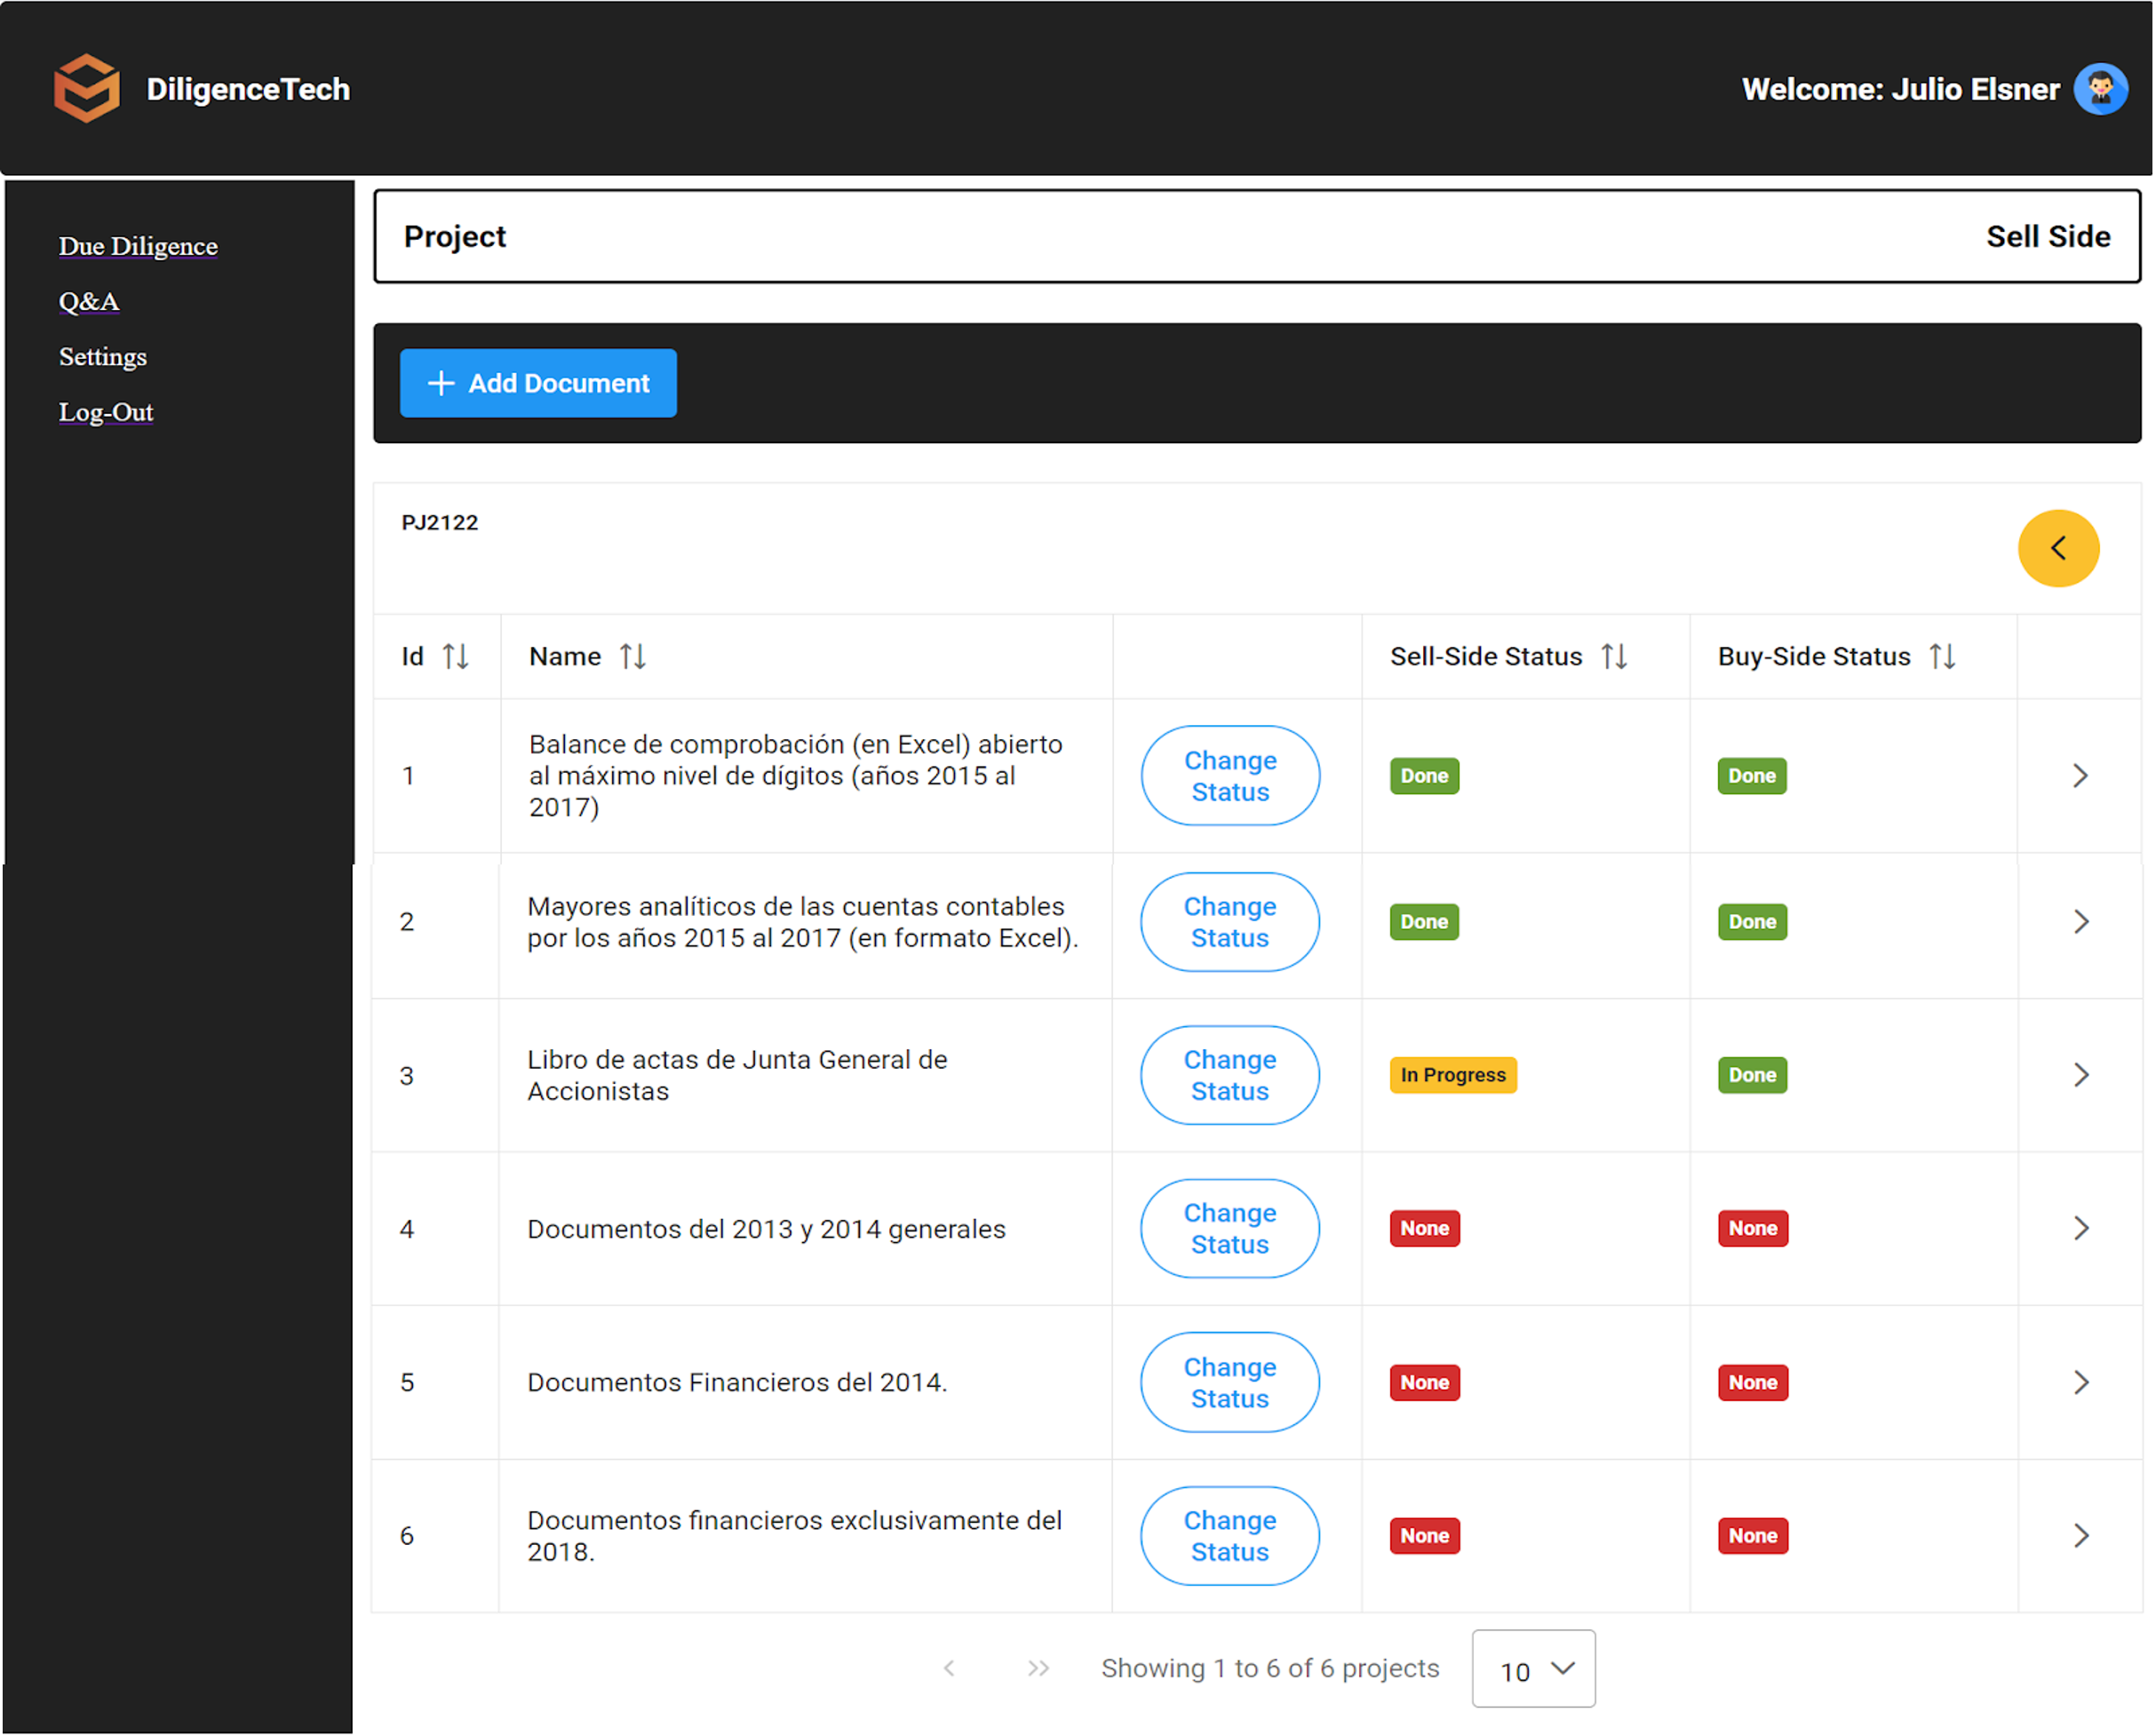 DiligenceTech
Welcome: Julio Elsner
Due Diligence
Q&A
Settings
Log-Out
Project
Sell Side
Add Document
PJ2122
Id
Name
Sell-Side Status
Buy-Side Status
1
Balance de comprobación (en Excel) abierto
al máximo nivel de dígitos (años 2015 al
2017)
Change
Status
Done
Done
2
Mayores analíticos de las cuentas contables
por los años 2015 al 2017 (en formato Excel).
Change
Status
Done
Done
3
Libro de actas de Junta General de
Accionistas
Change
Status
In Progress
Done
4
Documentos del 2013 y 2014 generales
Change
Status
None
None
5
Documentos Financieros del 2014.
Change
Status
None
None
6
Documentos financieros exclusivamente del
2018.
Change
Status
None
None
Showing 1 to 6 of 6 projects
10